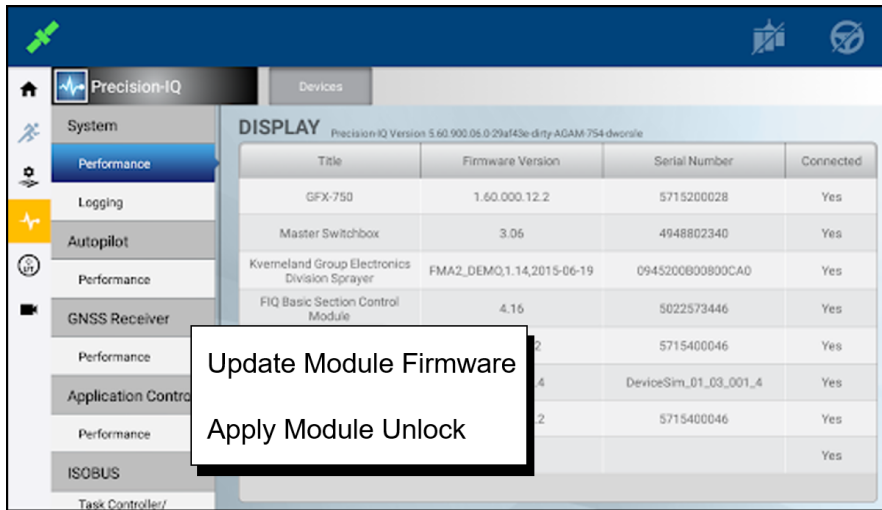 Precision-IQ
Devices
System
Performance
Logging
Autopilot
Performance
GNSS Receiver
Performance
Application Contro
Performance
ISOBUS
Task Controller/
DISPLAY Precision-IQ Version 5.60.900.06.0-29af43e-dirty-AGAM-754-dworsle
Title Firmware Version Serial Number Connected
GFX-750 1.60.000.12.2 5715200028 Yes
Master Switchbox 3.06 4948802340 Yes
Kverneland Group Electronics
Division Sprayer FMA2_DEMO,1.14,2015-06-19 0945200B00800CA0 Yes
FIQ Basic Section Control
Module 4.16 5022573446 Yes
2 5715400046 Yes
.4 DeviceSim_01_03_001_4 Yes
.2 5715400046 Yes
Yes
Update Module Firmware
Apply Module Unlock